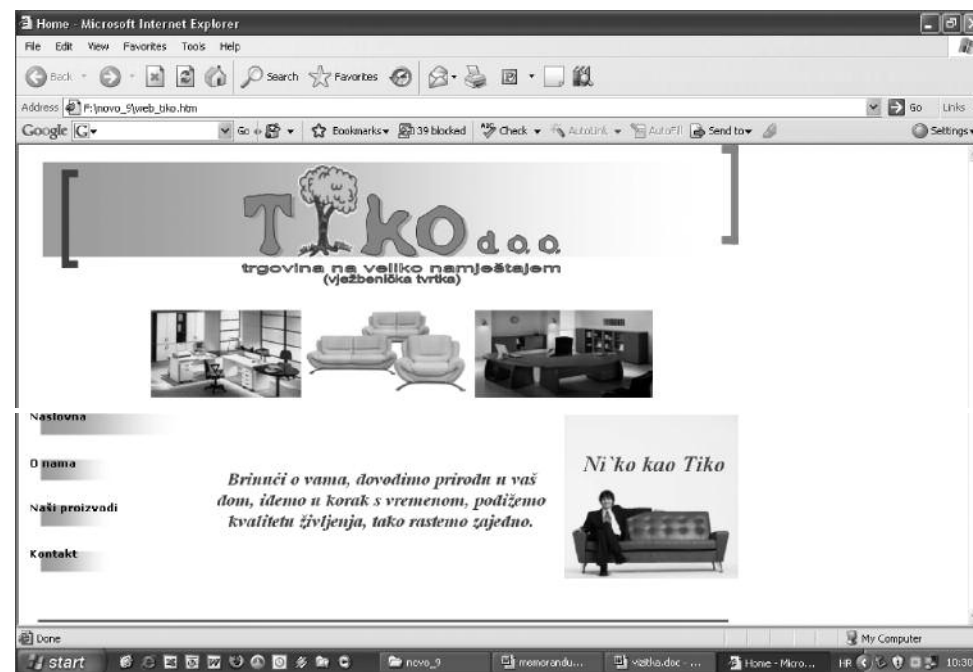 Home - Microsoft Internet Explorer
File Edit View Favorites Tools Help
Back Search Favorites
Address F:\novo_9\web_tiko.htm Go Links
Google G Go Bookmarks 39 blocked Check AutoLink AutoFill Send to Settings
TIKO d.o.o.
trgovina na veliko namještajem
(vježbenička tvrtka)
Naslovna
O nama
Naši proizvodi
Kontakt
Brinući o vama, dovodimo prirodu u vaš
dom, idemo u korak s vremenom, podižemo
kvalitetu življenja, tako rastemo zajedno.
Ni`ko kao Tiko
Done My Computer
start novo_9 memorandu... vizitka.doc - ... Home - Micro... HR 10:30